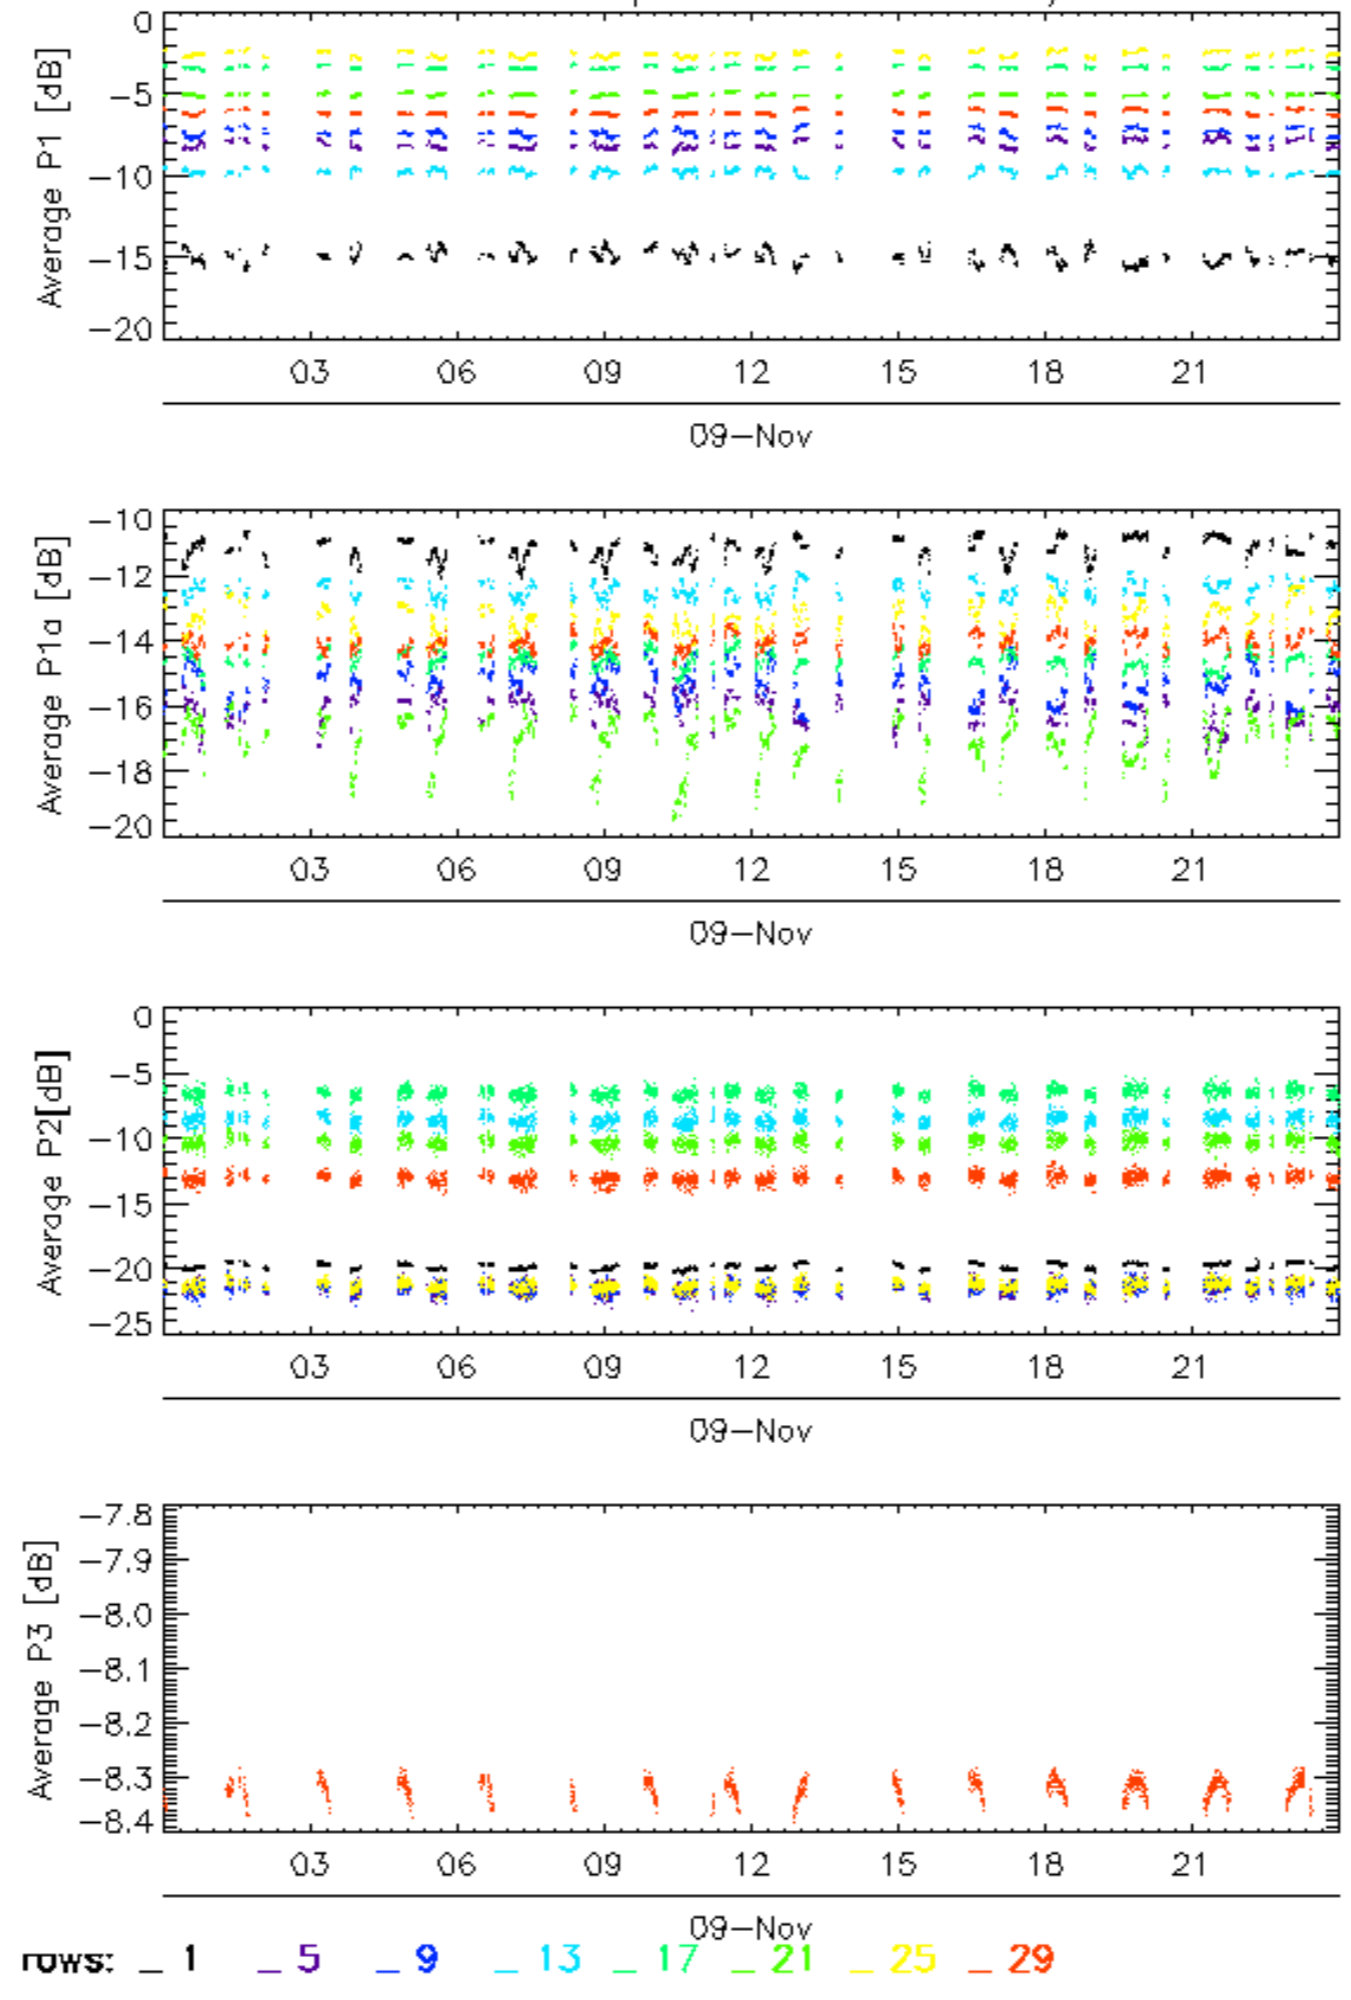 0
−5
−10
−15
−20
Average P1 [dB]
03 06 09 12 15 18 21
09−Nov
−10
−12
−14
−16
−18
−20
Average P1a [dB]
03 06 09 12 15 18 21
09−Nov
0
−5
−10
−15
−20
−25
Average P2[dB]
03 06 09 12 15 18 21
09−Nov
−7.8
−7.9
−8.0
−8.1
−8.2
−8.3
−8.4
Average P3 [dB]
03 06 09 12 15 18 21
09−Nov
rows: _ 1 _ 5 _ 9 _ 13 _ 17 _ 21 _ 25 _ 29